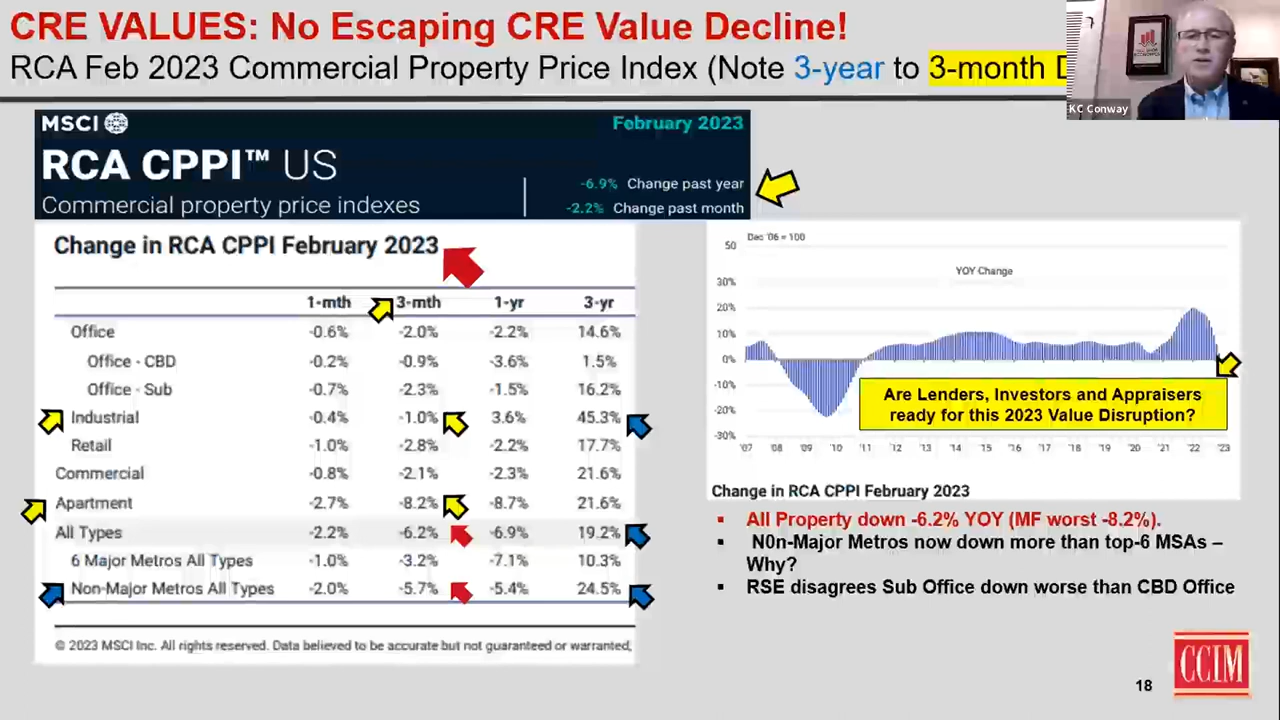 CRE VALUES: No Escaping CRE Value Decline!
RCA Feb 2023 Commercial Property Price Index (Note 3-year to 3-month
KC Conway
MSCI
February 2023
RCA CPPI™ US
Commercial property price indexes
-6.9% Change past year
-2.2% Change past month
Change in RCA CPPI February 2023
1-mth 3-mth 1-yr 3-yr
Office -0.6% -2.0% -2.2% 14.6%
Office - CBD -0.2% -0.9% -3.6% 1.5%
Office - Sub -0.7% -2.3% -1.5% 16.2%
Industrial -0.4% -1.0% 3.6% 45.3%
Retail -1.0% -2.8% -2.2% 17.7%
Commercial -0.8% -2.1% -2.3% 21.6%
Apartment -2.7% -8.2% -8.7% 21.6%
All Types -2.2% -6.2% -6.9% 19.2%
6 Major Metros All Types -1.0% -3.2% -7.1% 10.3%
Non-Major Metros All Types -2.0% -5.7% -5.4% 24.5%
© 2023 MSCI Inc. All rights reserved. Data believed to be accurate but not guaranteed or warranted,
Dec '06 = 100
50
YOY Change
30%
20%
10%
0%
-10%
-20%
-30%
'07 '08 '09 '10 '11 '12 '13 '14 '15 '16 '17 '18 '19 '20 '21 '22 '23
Are Lenders, Investors and Appraisers
ready for this 2023 Value Disruption?
Change in RCA CPPI February 2023
▪ All Property down -6.2% YOY (MF worst -8.2%).
▪ N0n-Major Metros now down more than top-6 MSAs –
Why?
▪ RSE disagrees Sub Office down worse than CBD Office
18
CCIM